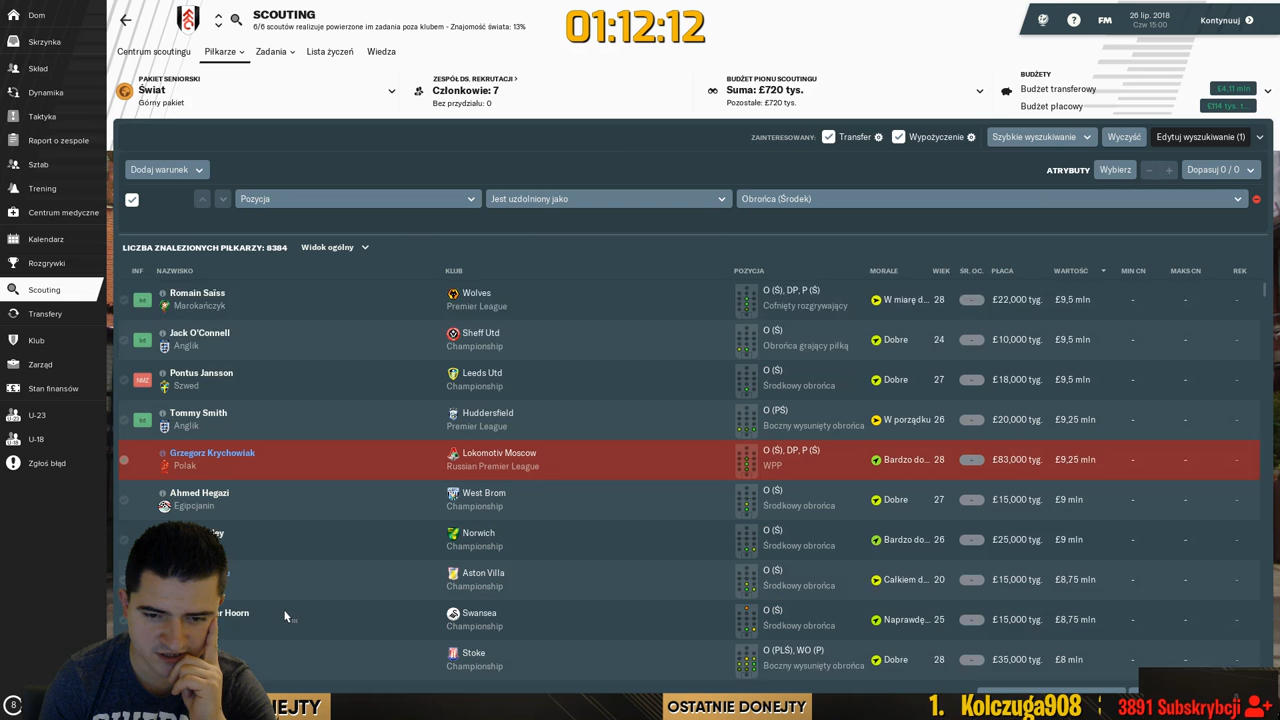 SCOUTING
6/6 scoutów realizuje powierzone im zadania poza klubem - Znajomość świata: 13%
01:12:12
26 lip. 2018
Czw 15:00
FM
Kontynuuj
Dom
Skrzynka
Skład
Dynamika
Taktyka
Raport o zespole
Sztab
Trening
Centrum medyczne
Kalendarz
Rozgrywki
Scouting
Transfery
Klub
Zarząd
Stan finansów
U-23
U-18
Zgłoś błąd
Centrum scoutingu Piłkarze Zadania Lista życzeń Wiedza
PAKIET SENIORSKI
Świat
Górny pakiet
ZESPÓŁ DS. REKRUTACJI >
Członkowie: 7
Bez przydziału: 0
BUDŻET PIONU SCOUTINGU
Suma: £720 tys.
Pozostałe: £720 tys.
BUDŻETY
Budżet transferowy £4,11 mln
Budżet płacowy £114 tys. t...
ZAINTERESOWANY: Transfer Wypożyczenie Szybkie wyszukiwanie Wyczyść Edytuj wyszukiwanie (1)
Dodaj warunek ATRYBUTY Wybierz − + Dopasuj 0 / 0
Pozycja Jest uzdolniony jako Obrońca (Środek)
LICZBA ZNALEZIONYCH PIŁKARZY: 8384 Widok ogólny
INF NAZWISKO KLUB POZYCJA MORALE WIEK ŚR. OC. PŁACA WARTOŚĆ MIN CN MAKS CN REK
Romain Saïss Wolves O (Ś), DP, P (Ś) W miarę d... 28 - £22,000 tyg. £9,5 mln - - -
Marokańczyk Premier League Cofnięty rozgrywający
Jack O'Connell Sheff Utd O (Ś) Dobre 24 - £10,000 tyg. £9,5 mln - - -
Anglik Championship Obrońca grający piłką
NMZ Pontus Jansson Leeds Utd O (Ś) Dobre 27 - £18,000 tyg. £9,5 mln - - -
Szwed Championship Środkowy obrońca
Tommy Smith Huddersfield O (PŚ) W porządku 26 - £20,000 tyg. £9,25 mln - - -
Anglik Premier League Boczny wysunięty obrońca
Grzegorz Krychowiak Lokomotiv Moscow O (Ś), DP, P (Ś) Bardzo do... 28 - £83,000 tyg. £9,25 mln - - -
Polak Russian Premier League WPP
Ahmed Hegazi West Brom O (Ś) Dobre 27 - £15,000 tyg. £9 mln - - -
Egipcjanin Championship Środkowy obrońca
Norwich O (Ś) Bardzo do... 26 - £25,000 tyg. £9 mln - - -
Championship Środkowy obrońca
Aston Villa O (Ś) Całkiem d... 20 - £15,000 tyg. £8,75 mln - - -
Championship Środkowy obrońca
Hoorn Swansea O (Ś) Naprawdę... 25 - £15,000 tyg. £8,75 mln - - -
Championship Środkowy obrońca
Stoke O (PLŚ), WO (P) Dobre 28 - £35,000 tyg. £8 mln - - -
Championship Boczny wysunięty obrońca
OSTATNIE DONEJTY
1. Kolczuga908
3891 Subskrybcji
8